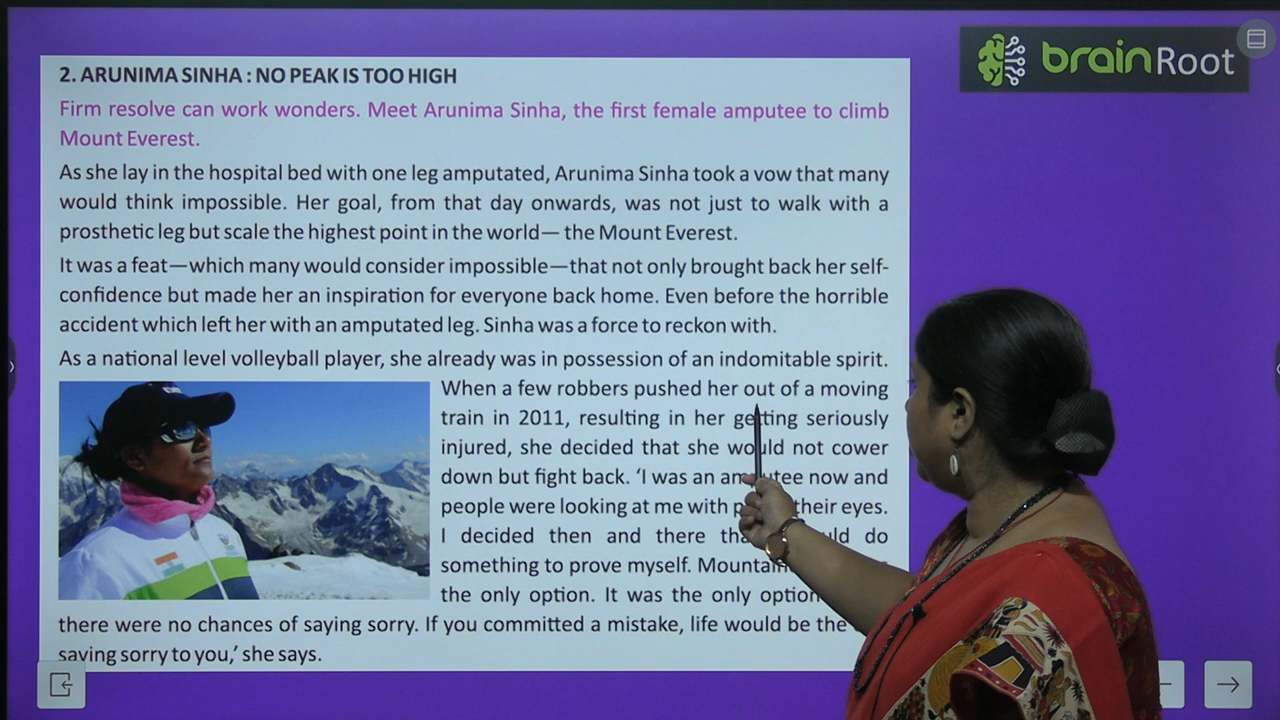 brainRoot
2. ARUNIMA SINHA : NO PEAK IS TOO HIGH
Firm resolve can work wonders. Meet Arunima Sinha, the first female amputee to climb
Mount Everest.
As she lay in the hospital bed with one leg amputated, Arunima Sinha took a vow that many
would think impossible. Her goal, from that day onwards, was not just to walk with a
prosthetic leg but scale the highest point in the world— the Mount Everest.
It was a feat—which many would consider impossible—that not only brought back her self-
confidence but made her an inspiration for everyone back home. Even before the horrible
accident which left her with an amputated leg. Sinha was a force to reckon with.
As a national level volleyball player, she already was in possession of an indomitable spirit.
When a few robbers pushed her out of a moving
train in 2011, resulting in her getting seriously
injured, she decided that she would not cower
down but fight back. ‘I was an amputee now and
people were looking at me with their eyes.
I decided then and there do
something to prove myself.
the only option. It was the only option
there were no chances of saying sorry. If you committed a mistake, life would be the
saying sorry to you,’ she says.